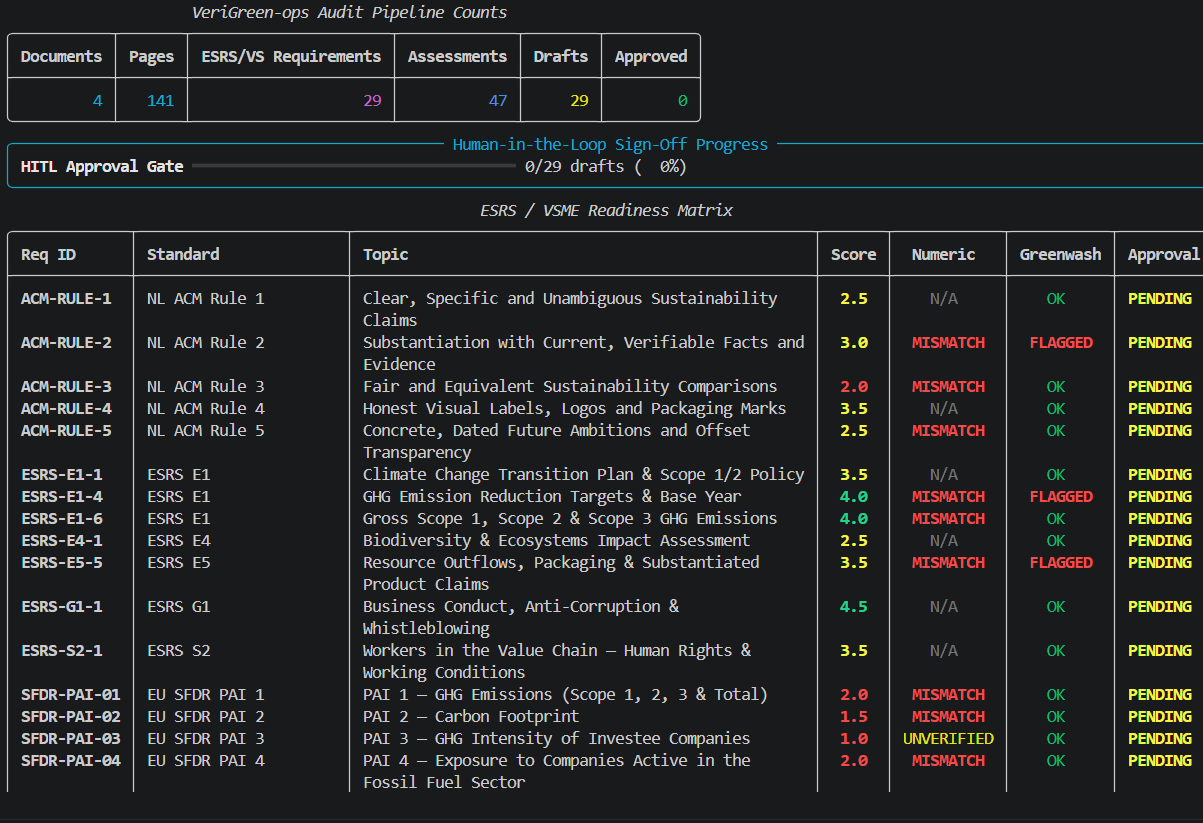 VeriGreen-ops Audit Pipeline Counts
Documents Pages ESRS/VS Requirements Assessments Drafts Approved
4 141 29 47 29 0
Human-in-the-Loop Sign-Off Progress
HITL Approval Gate 0/29 drafts (  0%)
ESRS / VSME Readiness Matrix
Req ID Standard Topic Score Numeric Greenwash Approval
ACM-RULE-1 NL ACM Rule 1 Clear, Specific and Unambiguous Sustainability 2.5 N/A OK PENDING
Claims
ACM-RULE-2 NL ACM Rule 2 Substantiation with Current, Verifiable Facts and 3.0 MISMATCH FLAGGED PENDING
Evidence
ACM-RULE-3 NL ACM Rule 3 Fair and Equivalent Sustainability Comparisons 2.0 MISMATCH OK PENDING
ACM-RULE-4 NL ACM Rule 4 Honest Visual Labels, Logos and Packaging Marks 3.5 N/A OK PENDING
ACM-RULE-5 NL ACM Rule 5 Concrete, Dated Future Ambitions and Offset 2.5 MISMATCH OK PENDING
Transparency
ESRS-E1-1 ESRS E1 Climate Change Transition Plan & Scope 1/2 Policy 3.5 N/A OK PENDING
ESRS-E1-4 ESRS E1 GHG Emission Reduction Targets & Base Year 4.0 MISMATCH FLAGGED PENDING
ESRS-E1-6 ESRS E1 Gross Scope 1, Scope 2 & Scope 3 GHG Emissions 4.0 MISMATCH OK PENDING
ESRS-E4-1 ESRS E4 Biodiversity & Ecosystems Impact Assessment 2.5 N/A OK PENDING
ESRS-E5-5 ESRS E5 Resource Outflows, Packaging & Substantiated 3.5 MISMATCH FLAGGED PENDING
Product Claims
ESRS-G1-1 ESRS G1 Business Conduct, Anti-Corruption & 4.5 N/A OK PENDING
Whistleblowing
ESRS-S2-1 ESRS S2 Workers in the Value Chain — Human Rights & 3.5 N/A OK PENDING
Working Conditions
SFDR-PAI-01 EU SFDR PAI 1 PAI 1 — GHG Emissions (Scope 1, 2, 3 & Total) 2.0 MISMATCH OK PENDING
SFDR-PAI-02 EU SFDR PAI 2 PAI 2 — Carbon Footprint 1.5 MISMATCH OK PENDING
SFDR-PAI-03 EU SFDR PAI 3 PAI 3 — GHG Intensity of Investee Companies 1.0 UNVERIFIED OK PENDING
SFDR-PAI-04 EU SFDR PAI 4 PAI 4 — Exposure to Companies Active in the 2.0 MISMATCH OK PENDING
Fossil Fuel Sector